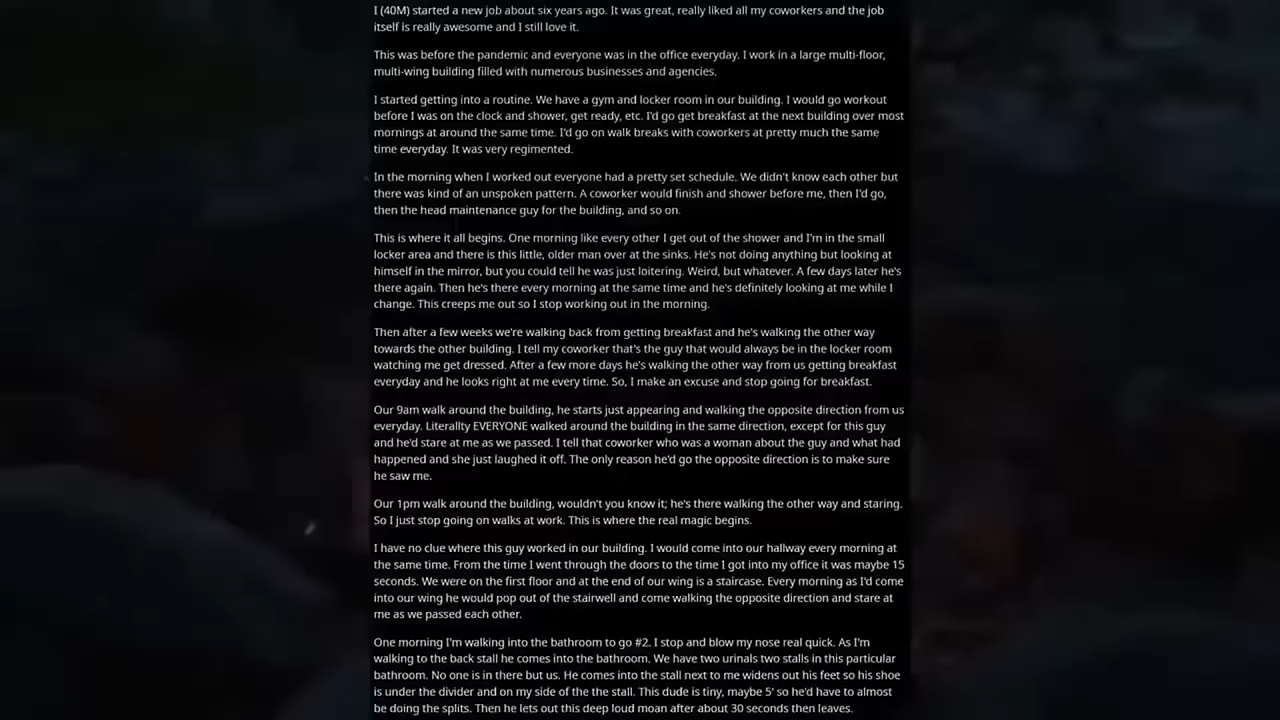 I (40M) started a new job about six years ago. It was great, really liked all my coworkers and the job
itself is really awesome and I still love it.
This was before the pandemic and everyone was in the office everyday. I work in a large multi-floor,
multi-wing building filled with numerous businesses and agencies.
I started getting into a routine. We have a gym and locker room in our building. I would go workout
before I was on the clock and shower, get ready, etc. I'd go get breakfast at the next building over most
mornings at around the same time. I'd go on walk breaks with coworkers at pretty much the same
time everyday. It was very regimented.
In the morning when I worked out everyone had a pretty set schedule. We didn't know each other but
there was kind of an unspoken pattern. A coworker would finish and shower before me, then I'd go,
then the head maintenance guy for the building, and so on.
This is where it all begins. One morning like every other I get out of the shower and I'm in the small
locker area and there is this little, older man over at the sinks. He's not doing anything but looking at
himself in the mirror, but you could tell he was just loitering. Weird, but whatever. A few days later he's
there again. Then he's there every morning at the same time and he's definitely looking at me while I
change. This creeps me out so I stop working out in the morning.
Then after a few weeks we're walking back from getting breakfast and he's walking the other way
towards the other building. I tell my coworker that's the guy that would always be in the locker room
watching me get dressed. After a few more days he's walking the other way from us getting breakfast
everyday and he looks right at me every time. So, I make an excuse and stop going for breakfast.
Our 9am walk around the building, he starts just appearing and walking the opposite direction from us
everyday. Literallty EVERYONE walked around the building in the same direction, except for this guy
and he'd stare at me as we passed. I tell that coworker who was a woman about the guy and what had
happened and she just laughed it off. The only reason he'd go the opposite direction is to make sure
he saw me.
Our 1pm walk around the building, wouldn't you know it; he's there walking the other way and staring.
So I just stop going on walks at work. This is where the real magic begins.
I have no clue where this guy worked in our building. I would come into our hallway every morning at
the same time. From the time I went through the doors to the time I got into my office it was maybe 15
seconds. We were on the first floor and at the end of our wing is a staircase. Every morning as I'd come
into our wing he would pop out of the stairwell and come walking the opposite direction and stare at
me as we passed each other.
One morning I'm walking into the bathroom to go #2. I stop and blow my nose real quick. As I'm
walking to the back stall he comes into the bathroom. We have two urinals two stalls in this particular
bathroom. No one is in there but us. He comes into the stall next to me widens out his feet so his shoe
is under the divider and on my side of the the stall. This dude is tiny, maybe 5' so he'd have to almost
be doing the splits. Then he lets out this deep loud moan after about 30 seconds then leaves.